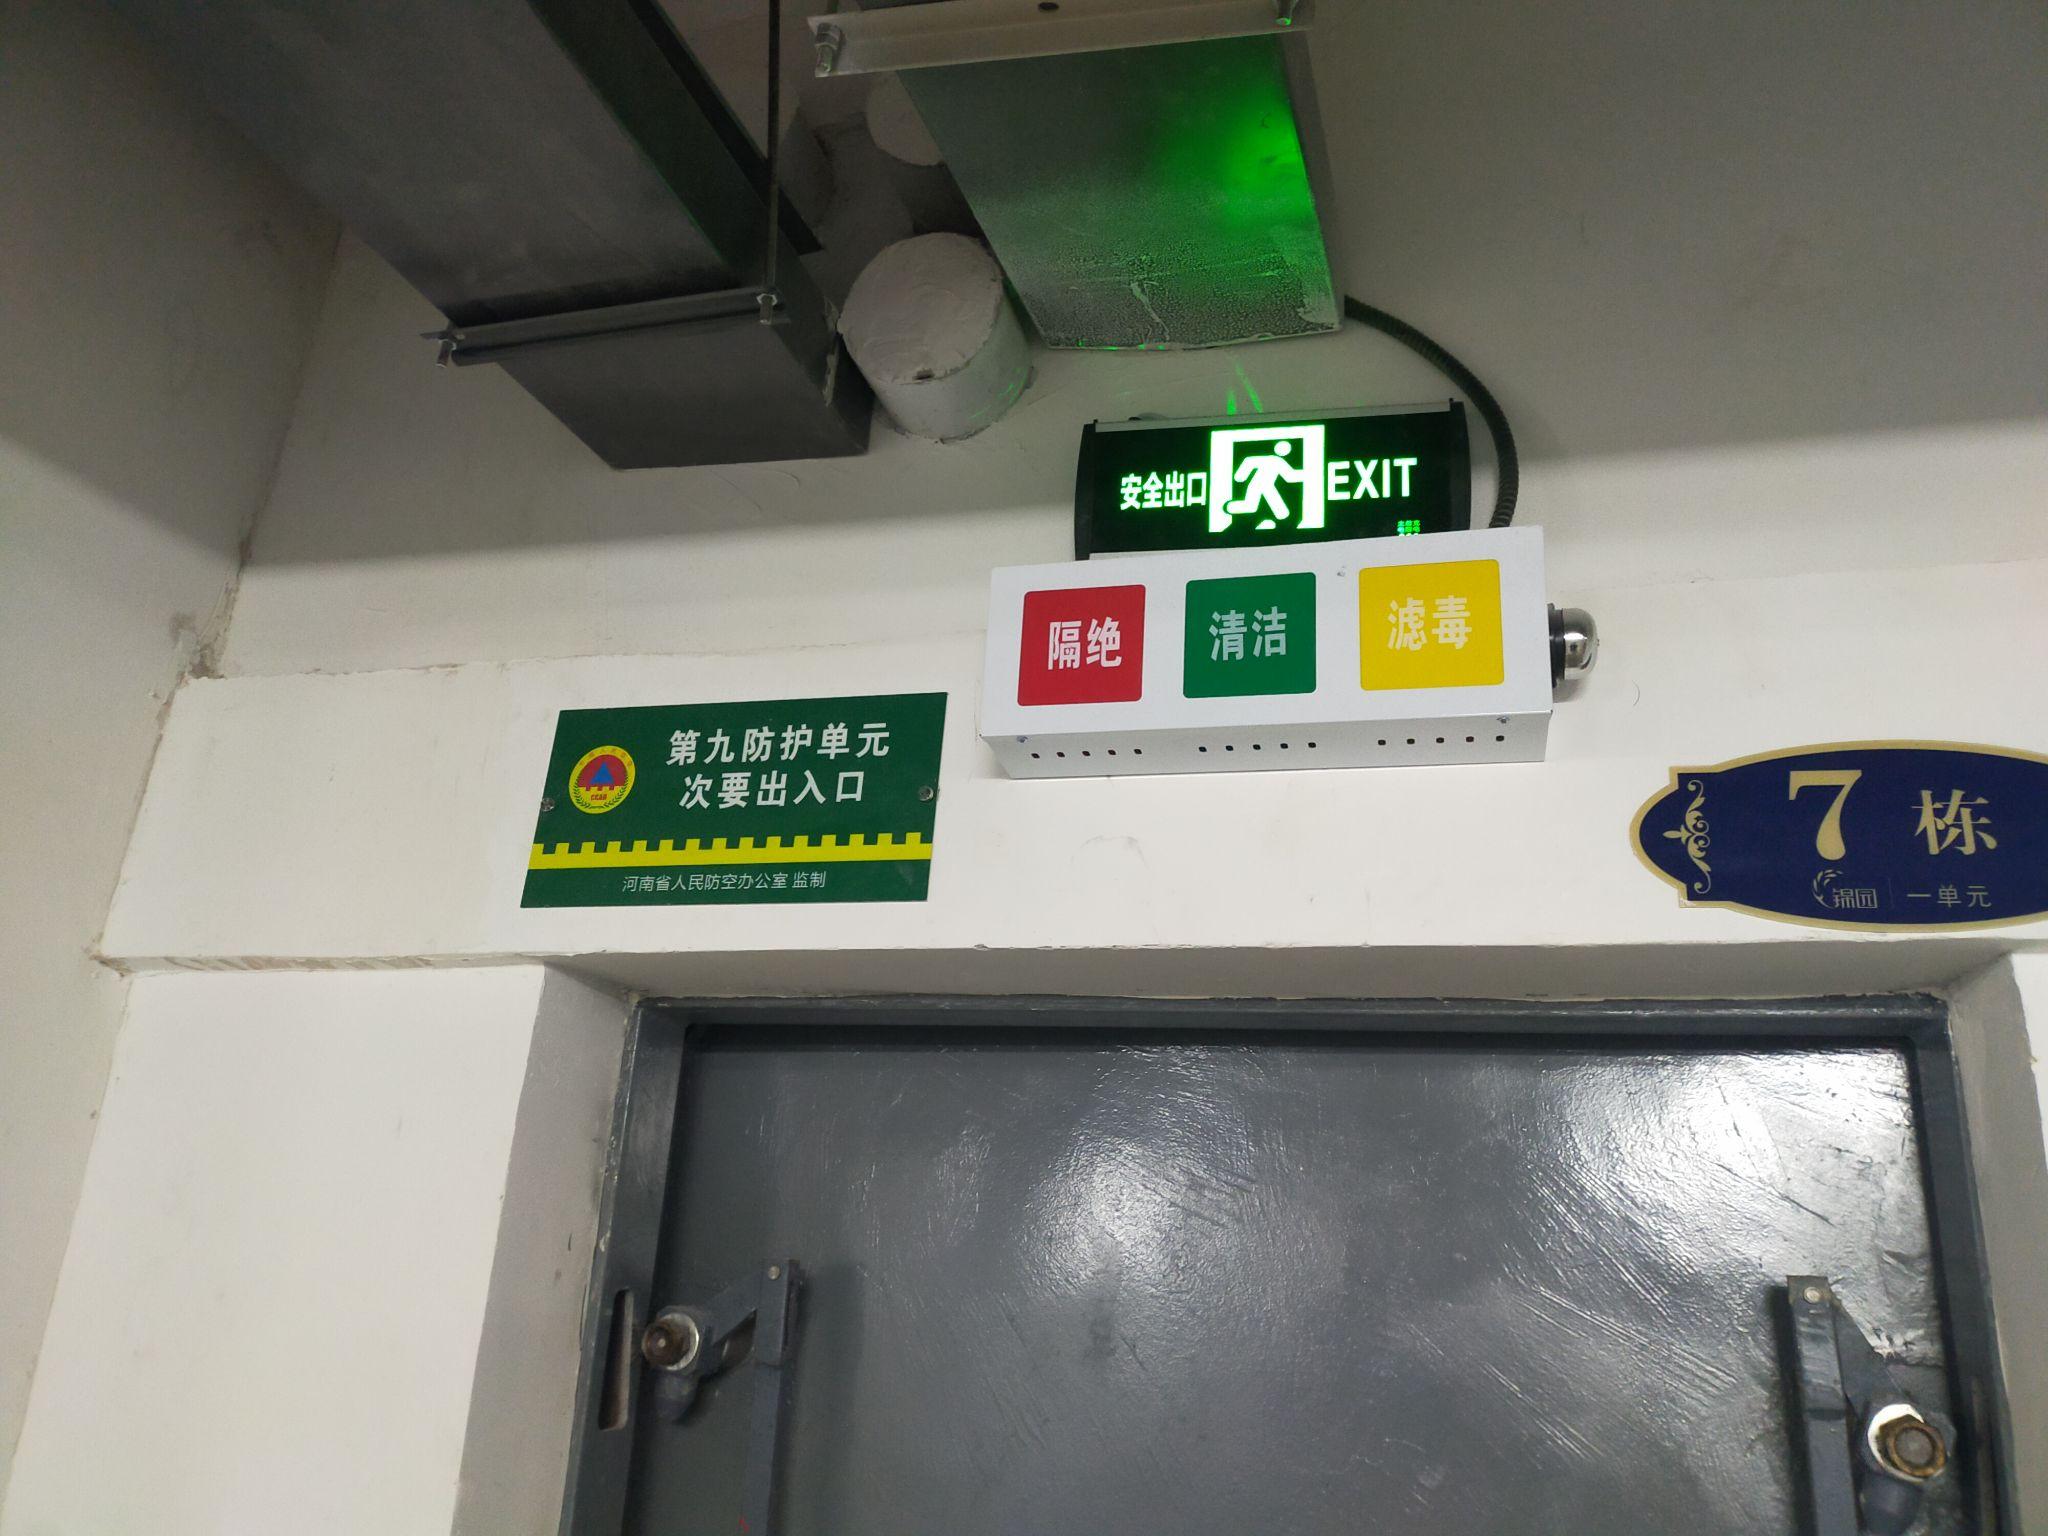 安全出口 EXIT
隔绝 清洁 滤毒
第九防护单元
次要出入口
河南省人民防空办公室 监制
7 栋
锦园 一单元